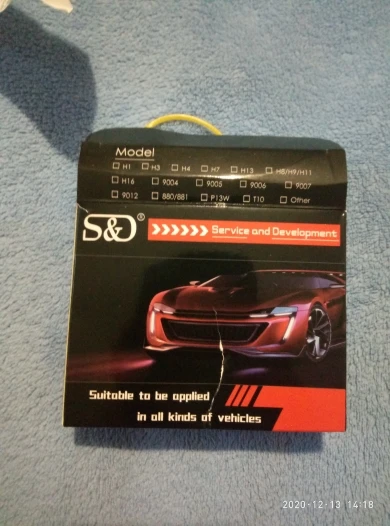 Model
H1 H3 H4 H7 H13 H8/H9/H11
H16 9004 9005 9006 9007
9012 880/881 P13W T10 Other
S&D® Service and Development
Suitable to be applied
in all kinds of vehicles
2020-12-13 14:18